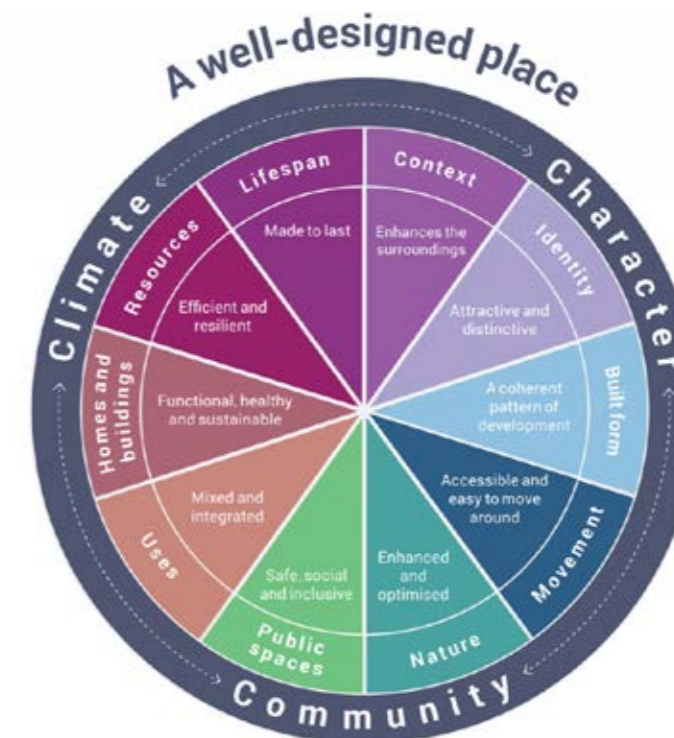 A well-designed place
Climate
Character
Community
Context
Enhances the
surroundings
Identity
Attractive and
distinctive
Built form
A coherent
pattern of
development
Movement
Accessible and
easy to move
around
Nature
Enhanced
and
optimised
Public
spaces
Safe, social
and inclusive
Uses
Mixed and
integrated
Homes and
buildings
Functional, healthy
and sustainable
Resources
Efficient and
resilient
Lifespan
Made to last